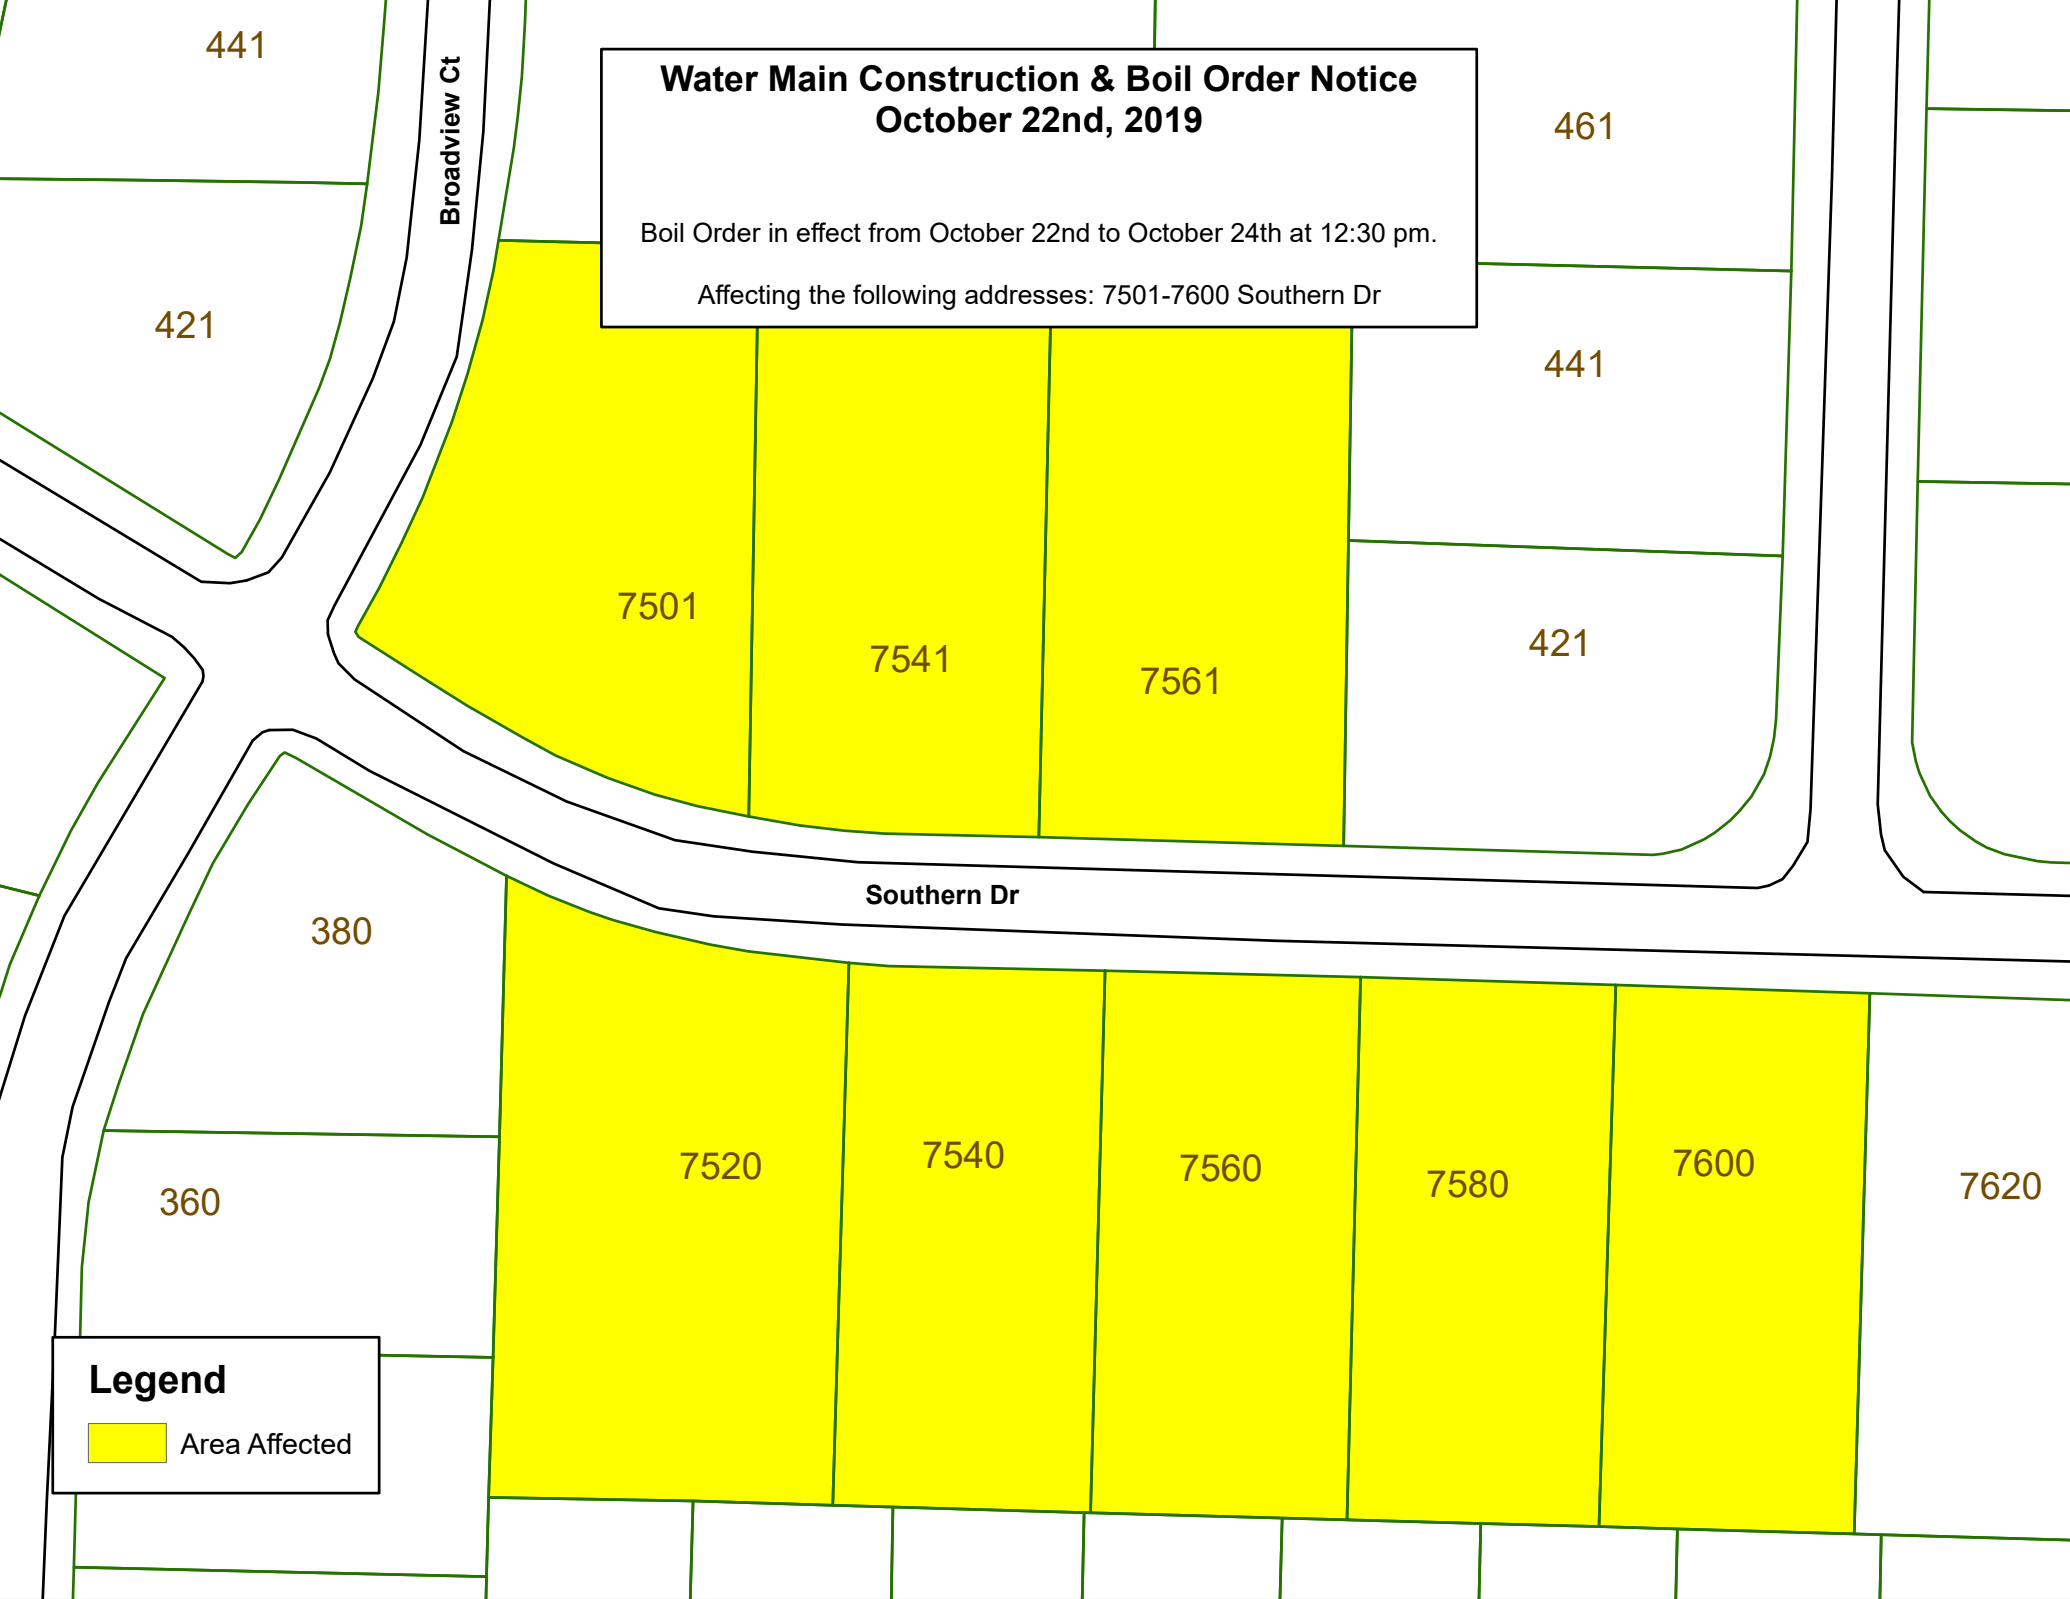 441
Broadview Ct
Water Main Construction & Boil Order Notice
October 22nd, 2019
Boil Order in effect from October 22nd to October 24th at 12:30 pm.
Affecting the following addresses: 7501-7600 Southern Dr
461
421
441
7501
7541
7561
421
Southern Dr
380
360
7520
7540
7560
7580
7600
7620
Legend
Area Affected